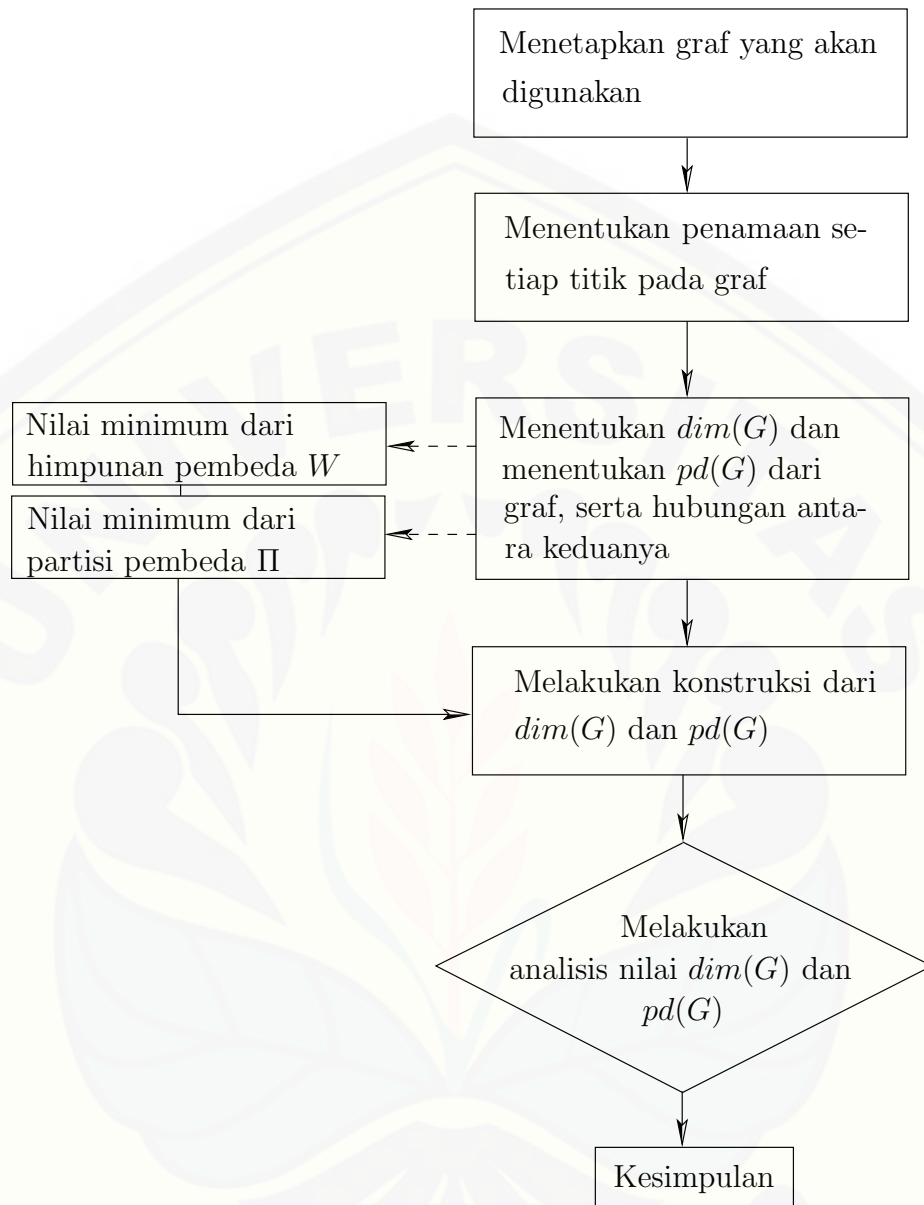 Menetapkan graf yang akan
digunakan
Menentukan penamaan se-
tiap titik pada graf
Nilai minimum dari
himpunan pembeda W
Nilai minimum dari
partisi pembeda Π
Menentukan dim(G) dan
menentukan pd(G) dari
graf, serta hubungan anta-
ra keduanya
Melakukan konstruksi dari
dim(G) dan pd(G)
Melakukan
analisis nilai dim(G) dan
pd(G)
Kesimpulan
UNIVERSITAS